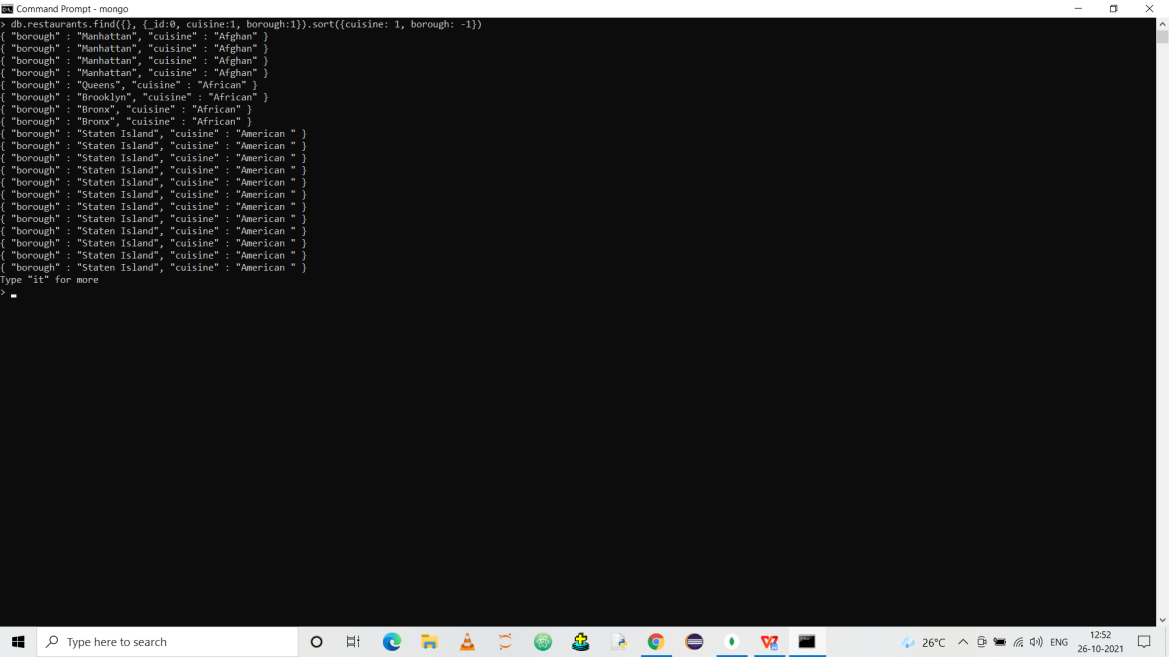 Command Prompt - mongo
> db.restaurants.find({}, {_id:0, cuisine:1, borough:1}).sort({cuisine: 1, borough: -1})
{ "borough" : "Manhattan", "cuisine" : "Afghan" }
{ "borough" : "Manhattan", "cuisine" : "Afghan" }
{ "borough" : "Manhattan", "cuisine" : "Afghan" }
{ "borough" : "Manhattan", "cuisine" : "Afghan" }
{ "borough" : "Queens", "cuisine" : "African" }
{ "borough" : "Brooklyn", "cuisine" : "African" }
{ "borough" : "Bronx", "cuisine" : "African" }
{ "borough" : "Bronx", "cuisine" : "African" }
{ "borough" : "Staten Island", "cuisine" : "American " }
{ "borough" : "Staten Island", "cuisine" : "American " }
{ "borough" : "Staten Island", "cuisine" : "American " }
{ "borough" : "Staten Island", "cuisine" : "American " }
{ "borough" : "Staten Island", "cuisine" : "American " }
{ "borough" : "Staten Island", "cuisine" : "American " }
{ "borough" : "Staten Island", "cuisine" : "American " }
{ "borough" : "Staten Island", "cuisine" : "American " }
{ "borough" : "Staten Island", "cuisine" : "American " }
{ "borough" : "Staten Island", "cuisine" : "American " }
{ "borough" : "Staten Island", "cuisine" : "American " }
{ "borough" : "Staten Island", "cuisine" : "American " }
Type "it" for more
>
Type here to search
26°C
ENG
12:52
26-10-2021